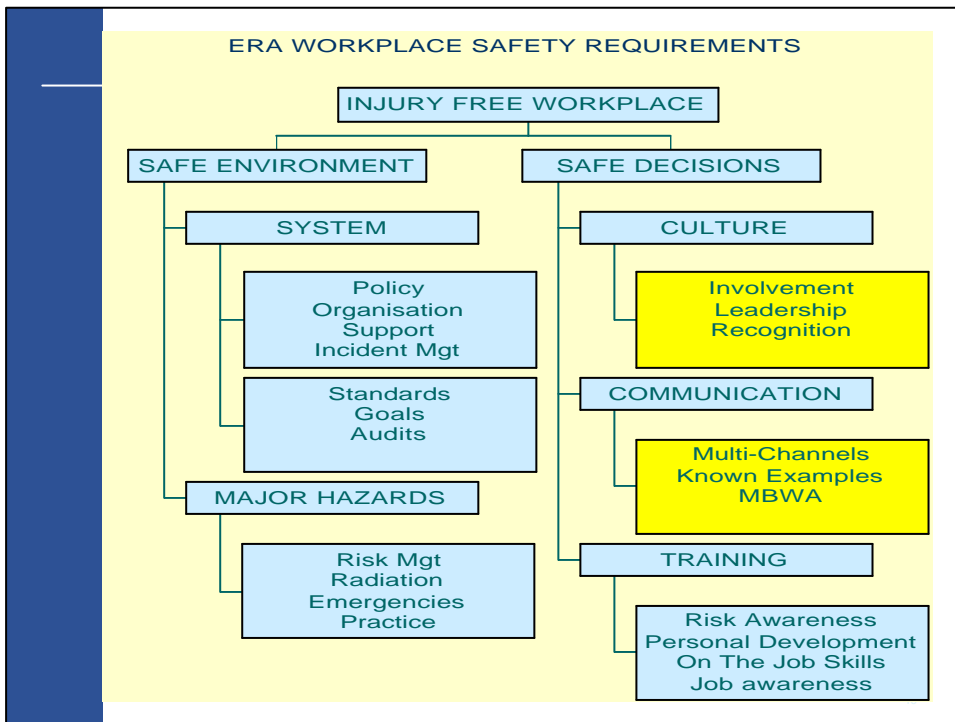 ERA WORKPLACE SAFETY REQUIREMENTS
INJURY FREE WORKPLACE
SAFE ENVIRONMENT
SYSTEM
Policy
Organisation
Support
Incident Mgt
Standards
Goals
Audits
MAJOR HAZARDS
Risk Mgt
Radiation
Emergencies
Practice
SAFE DECISIONS
CULTURE
Involvement
Leadership
Recognition
COMMUNICATION
Multi-Channels
Known Examples
MBWA
TRAINING
Risk Awareness
Personal Development
On The Job Skills
Job awareness